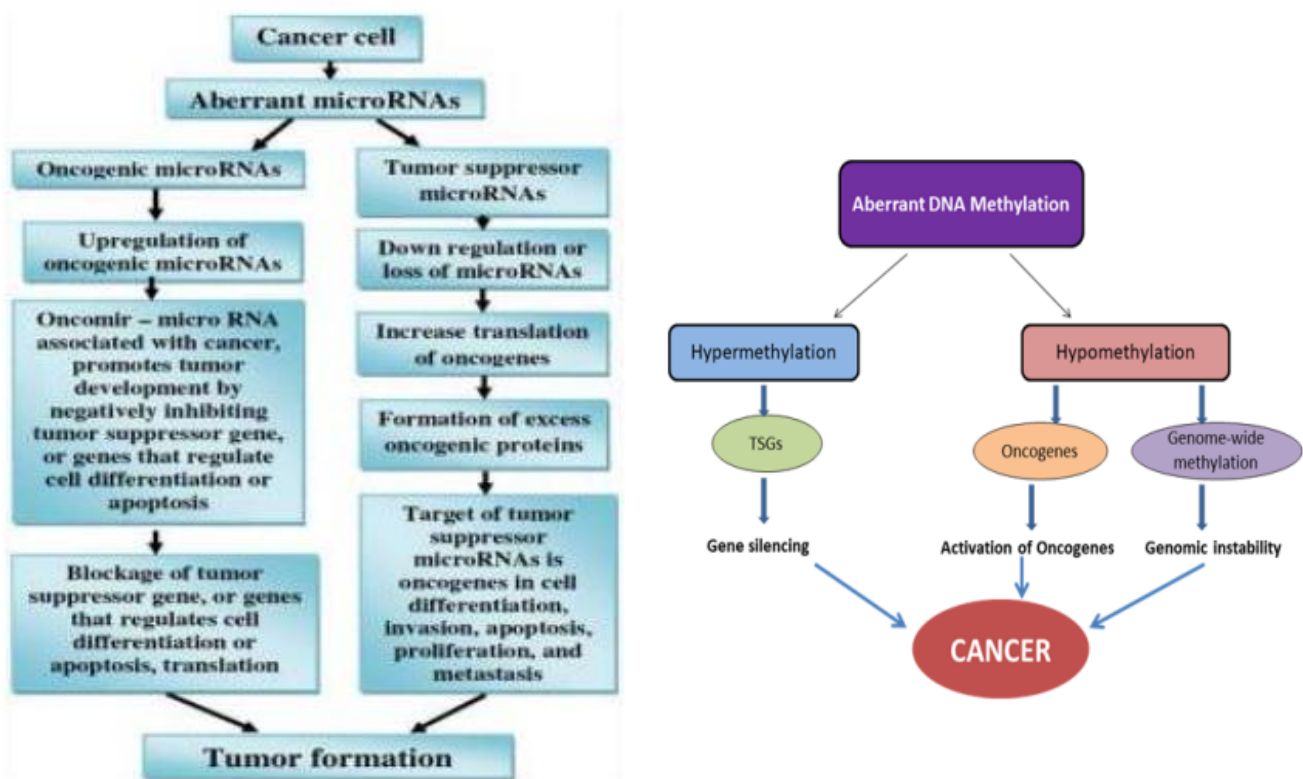 Cancer cell
Aberrant microRNAs
Oncogenic microRNAs
Upregulation of
oncogenic microRNAs
Oncomir – micro RNA
associated with cancer,
promotes tumor
development by
negatively inhibiting
tumor suppressor gene,
or genes that regulate
cell differentiation or
apoptosis
Blockage of tumor
suppressor gene, or genes
that regulates cell
differentiation or
apoptosis, translation
Tumor suppressor
microRNAs
Down regulation or
loss of microRNAs
Increase translation
of oncogenes
Formation of excess
oncogenic proteins
Target of tumor
suppressor
microRNAs is
oncogenes in cell
differentiation,
invasion, apoptosis,
proliferation, and
metastasis
Tumor formation
Aberrant DNA Methylation
Hypermethylation
Hypomethylation
TSGs
Oncogenes
Genome-wide
methylation
Gene silencing
Activation of Oncogenes
Genomic instability
CANCER